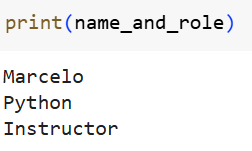 print(name_and_role)
Marcelo
Python
Instructor